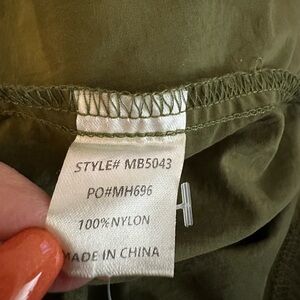 STYLE# MB5043
PO#MH696
100%NYLON
MADE IN CHINA